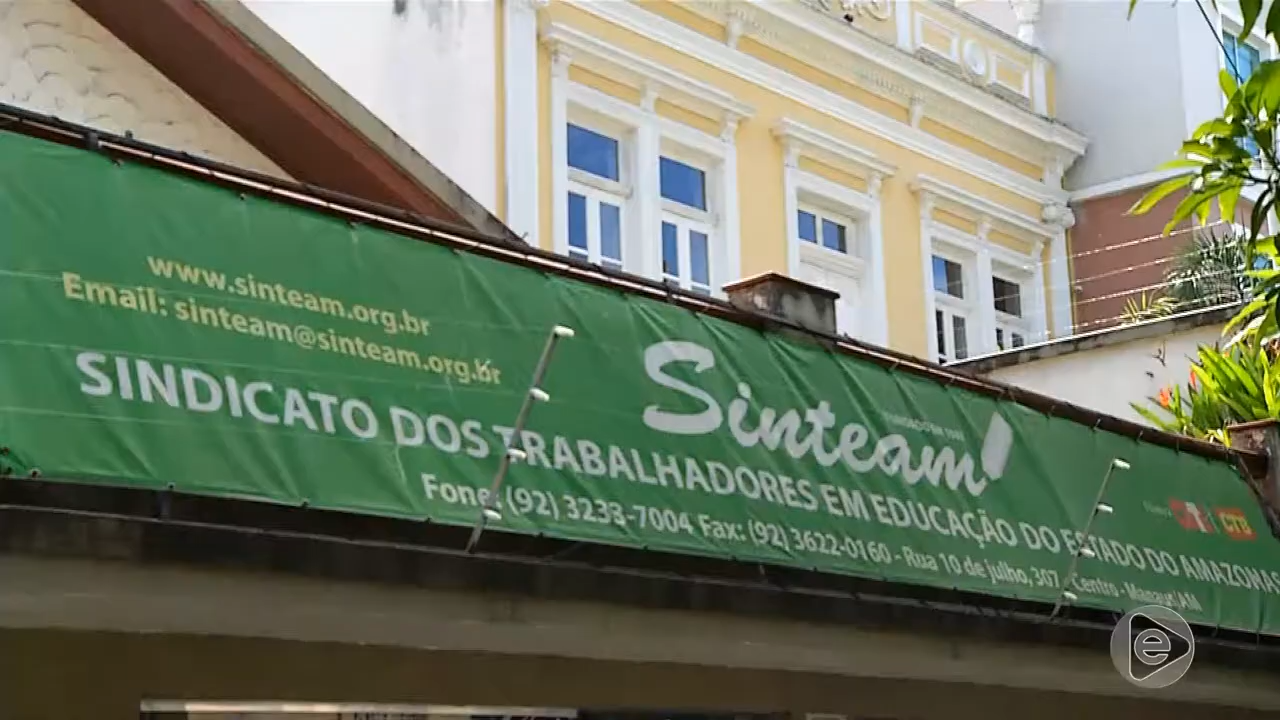 www.sinteam.org.br
Email: sinteam@sinteam.org.br
Sinteam
SINDICATO DOS TRABALHADORES EM EDUCAÇÃO DO ESTADO DO AMAZONAS
Fone: (92) 3233-7004 Fax: (92) 3622-0160 - Rua 10 de julho, 307 - Centro - Manaus/AM
CTB
e